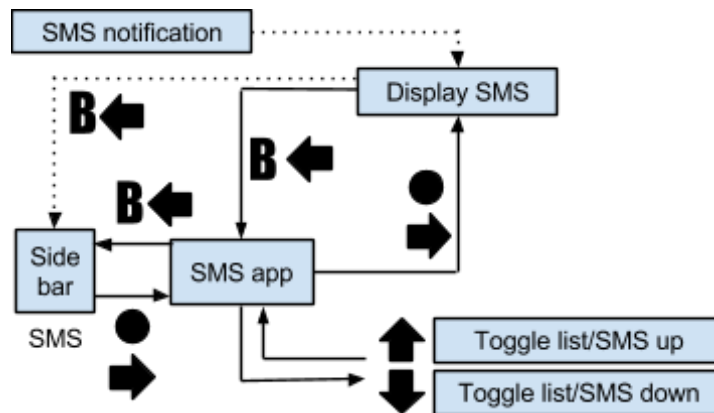 SMS notification
Display SMS
B
B
B
Side
bar
SMS app
SMS
Toggle list/SMS up
Toggle list/SMS down